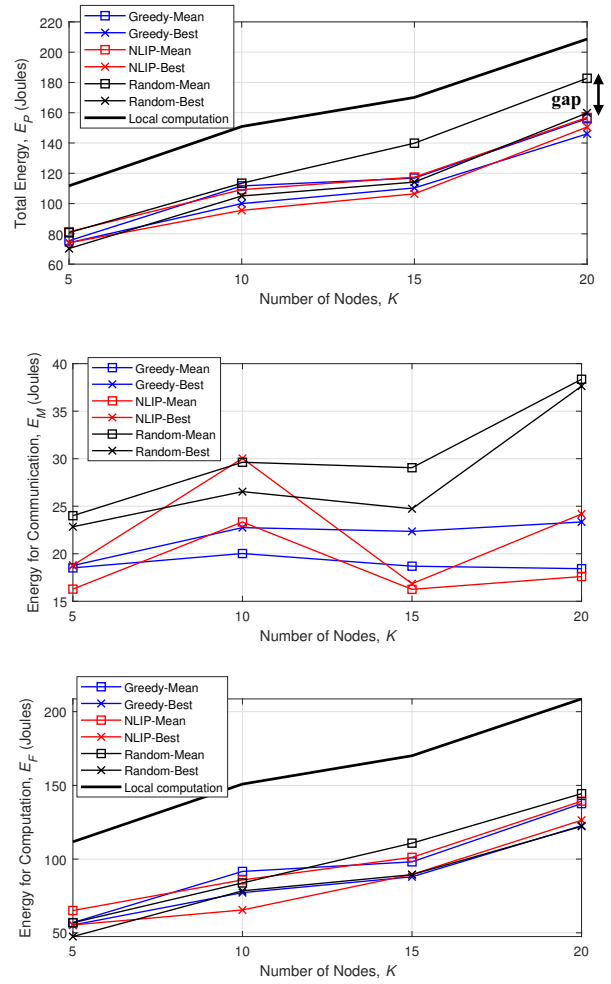 220
200
180
160
140
120
100
80
60
5
10
15
20
Total Energy, E_P (Joules)
Number of Nodes, K
Greedy-Mean
Greedy-Best
NLIP-Mean
NLIP-Best
Random-Mean
Random-Best
Local computation
gap
40
35
30
25
20
15
5
10
15
20
Energy for Communication, E_M (Joules)
Number of Nodes, K
Greedy-Mean
Greedy-Best
NLIP-Mean
NLIP-Best
Random-Mean
Random-Best
200
150
100
50
5
10
15
20
Energy for Computation, E_F (Joules)
Number of Nodes, K
Greedy-Mean
Greedy-Best
NLIP-Mean
NLIP-Best
Random-Mean
Random-Best
Local computation